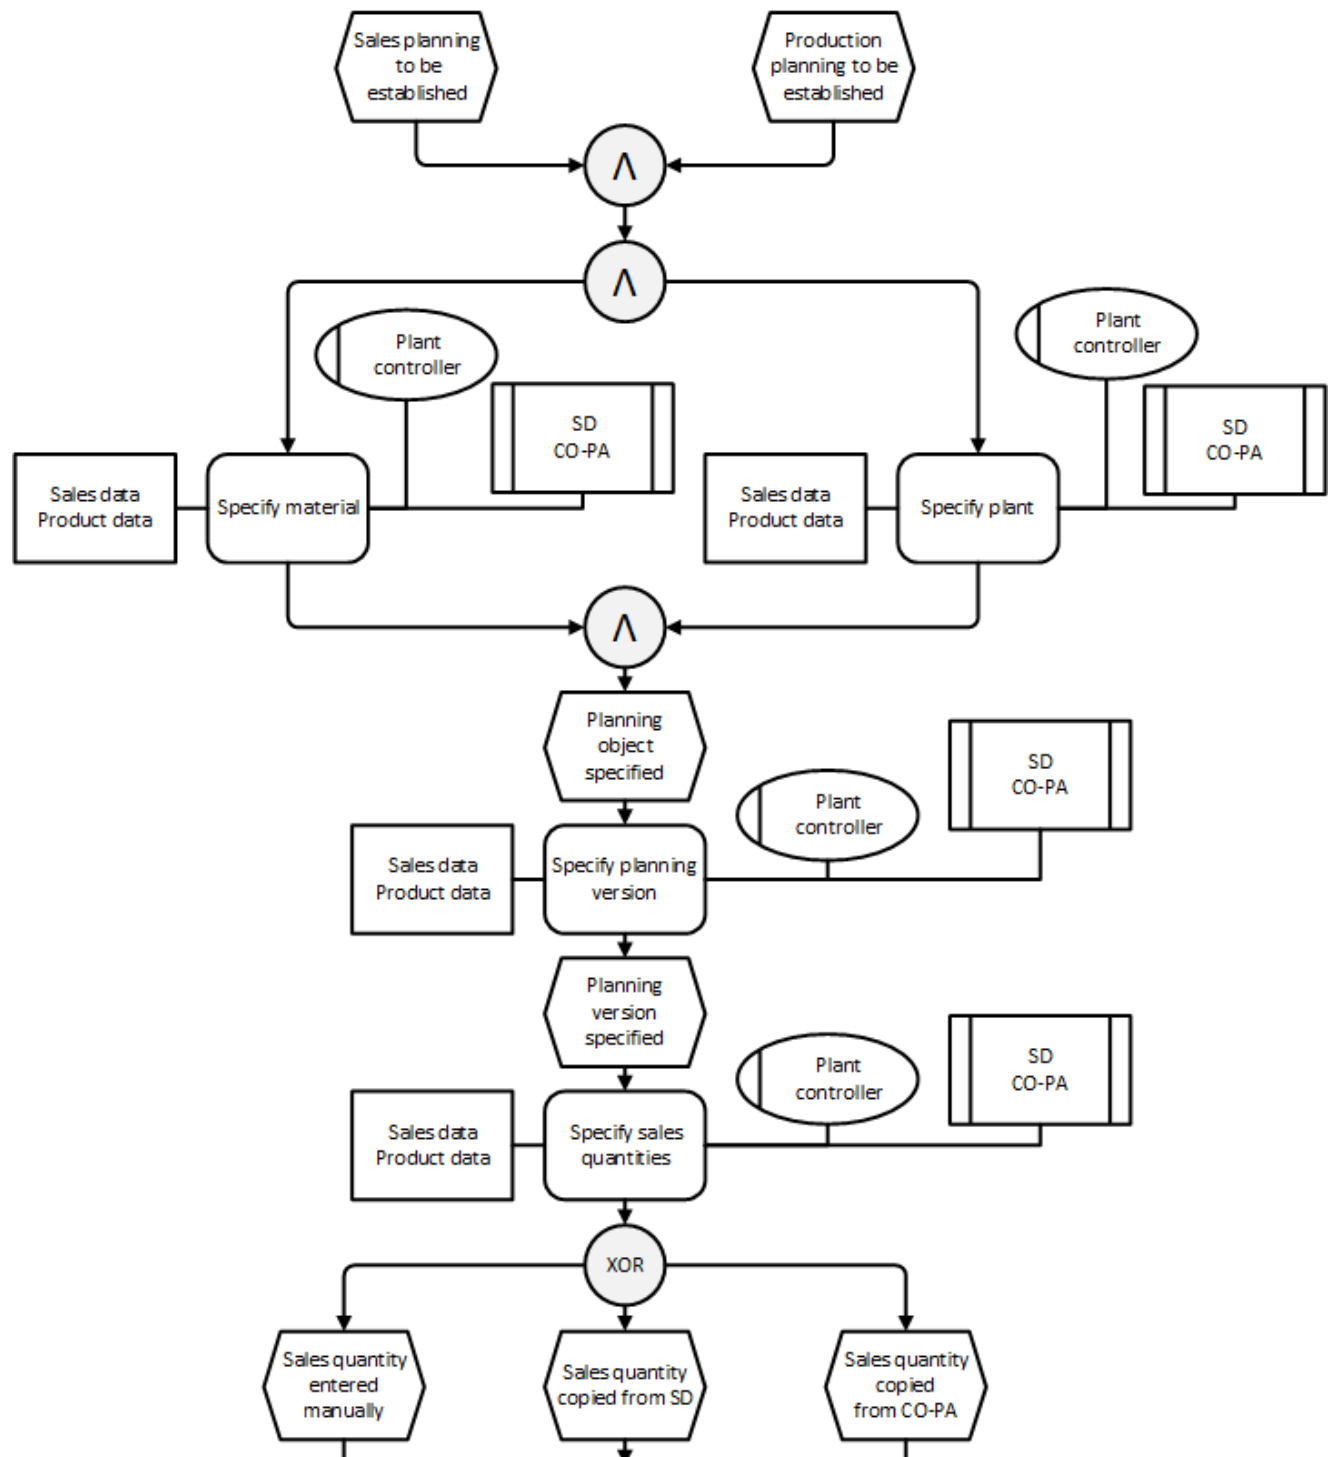 Sales planning
to be
established
Production
planning to be
established
Λ
Λ
Plant
controller
SD
CO-PA
Plant
controller
SD
CO-PA
Sales data
Product data
Specify material
Sales data
Product data
Specify plant
Λ
Planning
object
specified
SD
CO-PA
Plant
controller
Sales data
Product data
Specify planning
version
Planning
version
specified
SD
CO-PA
Plant
controller
Sales data
Product data
Specify sales
quantities
XOR
Sales quantity
entered
manually
Sales quantity
copied from SD
Sales quantity
copied
from CO-PA